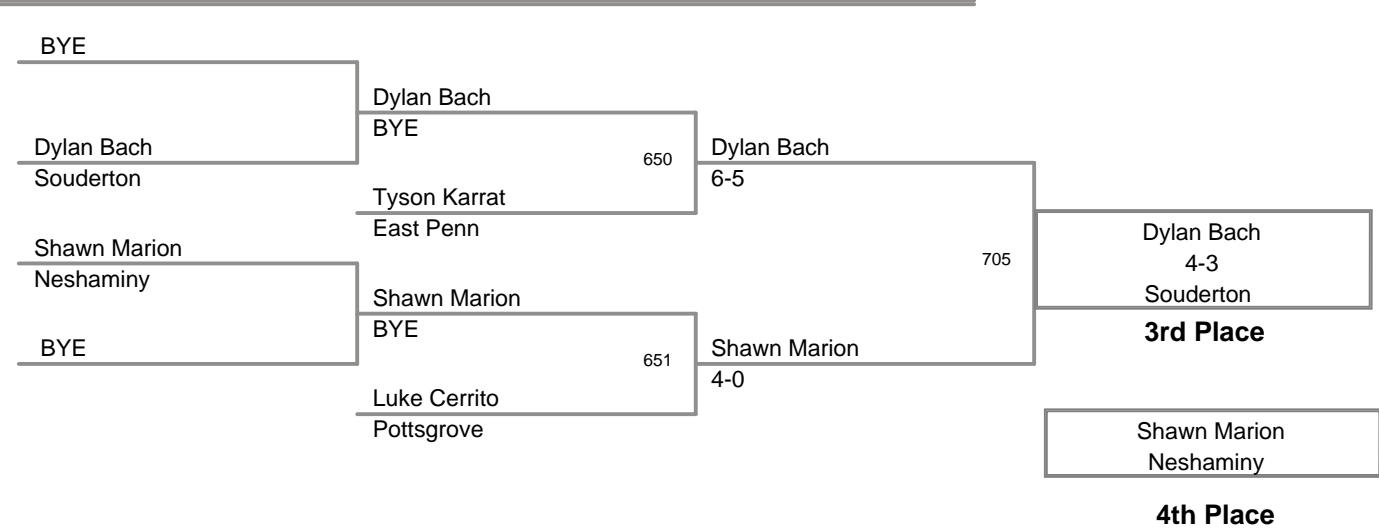 BYE
Dylan Bach
BYE
Dylan Bach
Souderton
650
Dylan Bach
6-5
Tyson Karrat
East Penn
Shawn Marion
Neshaminy
705
Dylan Bach
4-3
Souderton
3rd Place
Shawn Marion
BYE
BYE
651
Shawn Marion
4-0
Luke Cerrito
Pottsgrove
Shawn Marion
Neshaminy
4th Place